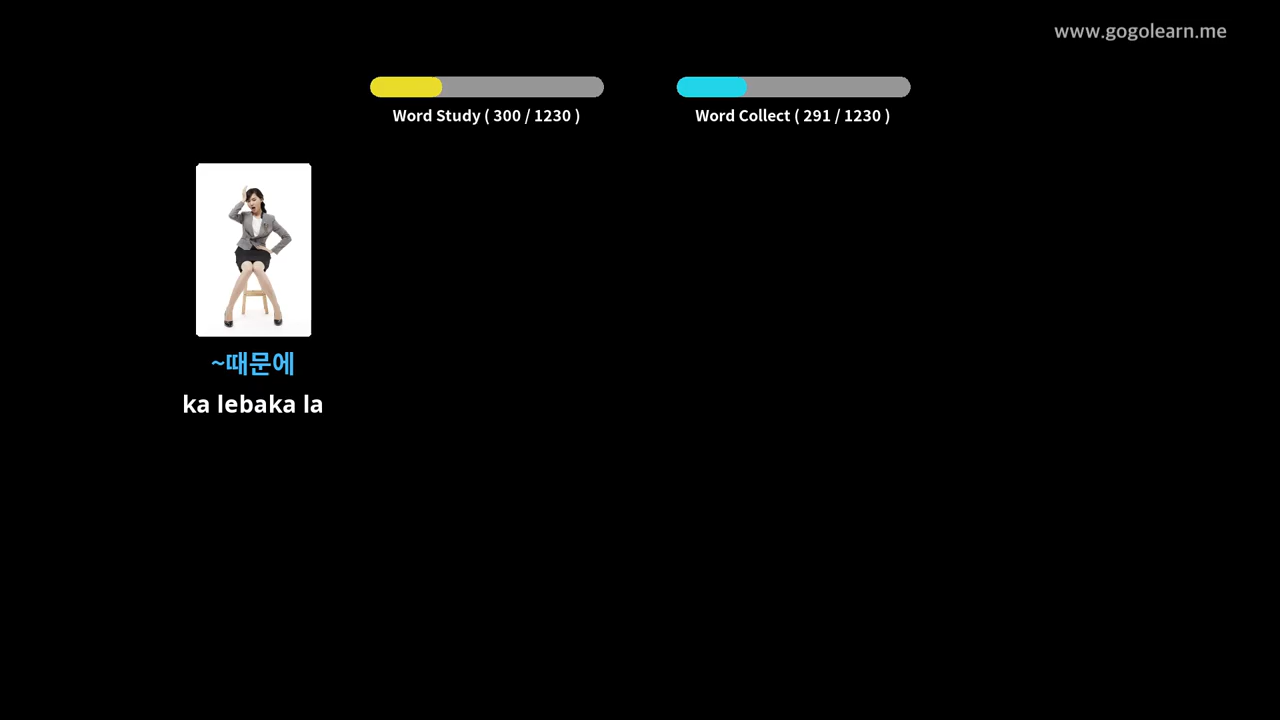 www.gogolearn.me
Word Study ( 300 / 1230 )
Word Collect ( 291 / 1230 )
~때문에
ka lebaka la